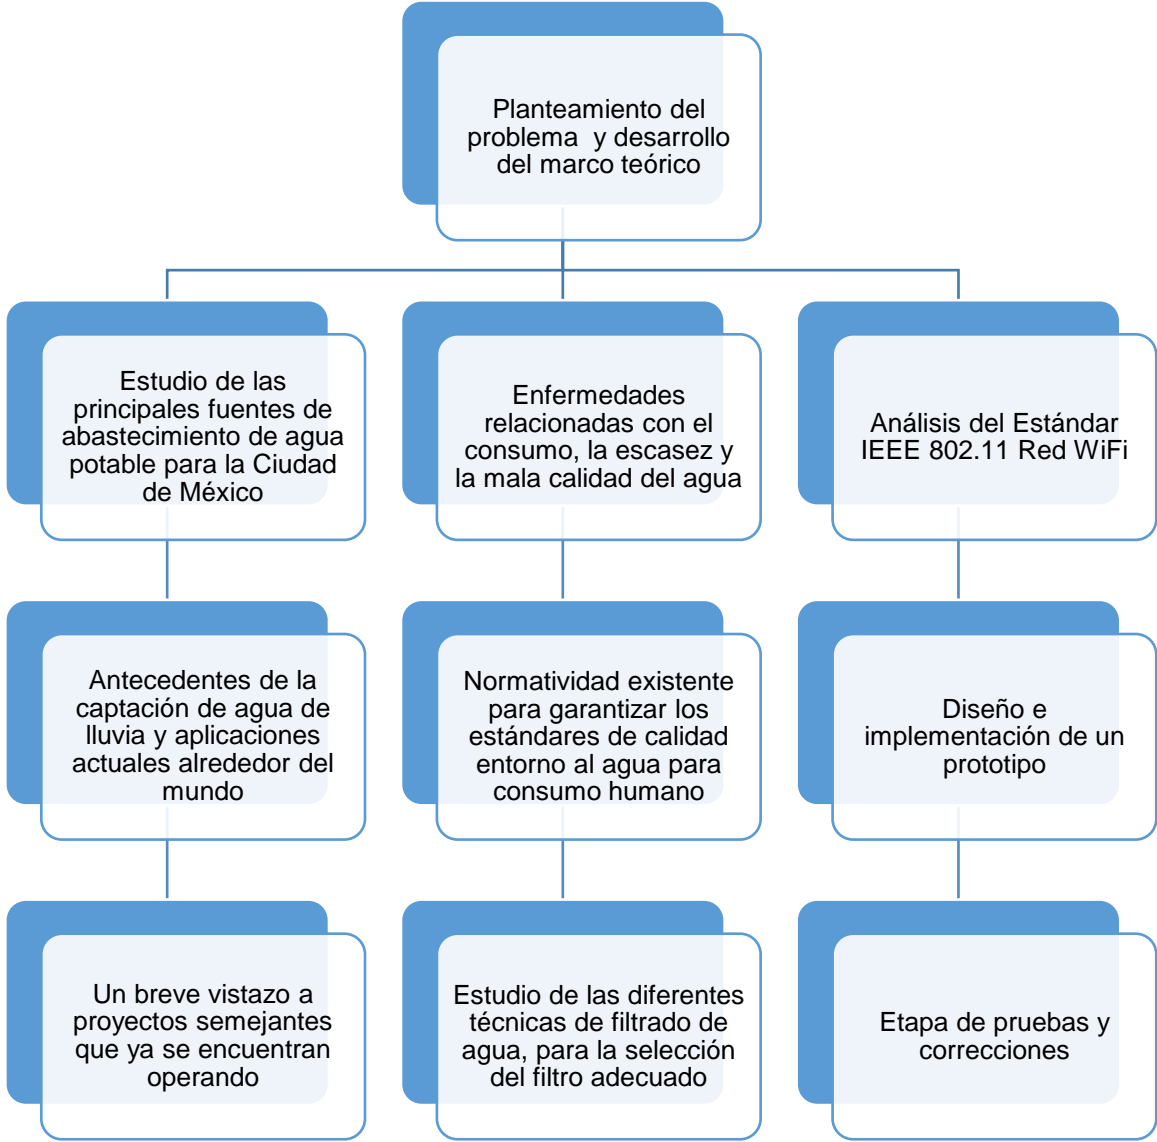 Planteamiento del
problema  y desarrollo
del marco teórico
Estudio de las
principales fuentes de
abastecimiento de agua
potable para la Ciudad
de México
Enfermedades
relacionadas con el
consumo, la escasez y
la mala calidad del agua
Análisis del Estándar
IEEE 802.11 Red WiFi
Antecedentes de la
captación de agua de
lluvia y aplicaciones
actuales alrededor del
mundo
Normatividad existente
para garantizar los
estándares de calidad
entorno al agua para
consumo humano
Diseño e
implementación de un
prototipo
Un breve vistazo a
proyectos semejantes
que ya se encuentran
operando
Estudio de las diferentes
técnicas de filtrado de
agua, para la selección
del filtro adecuado
Etapa de pruebas y
correcciones